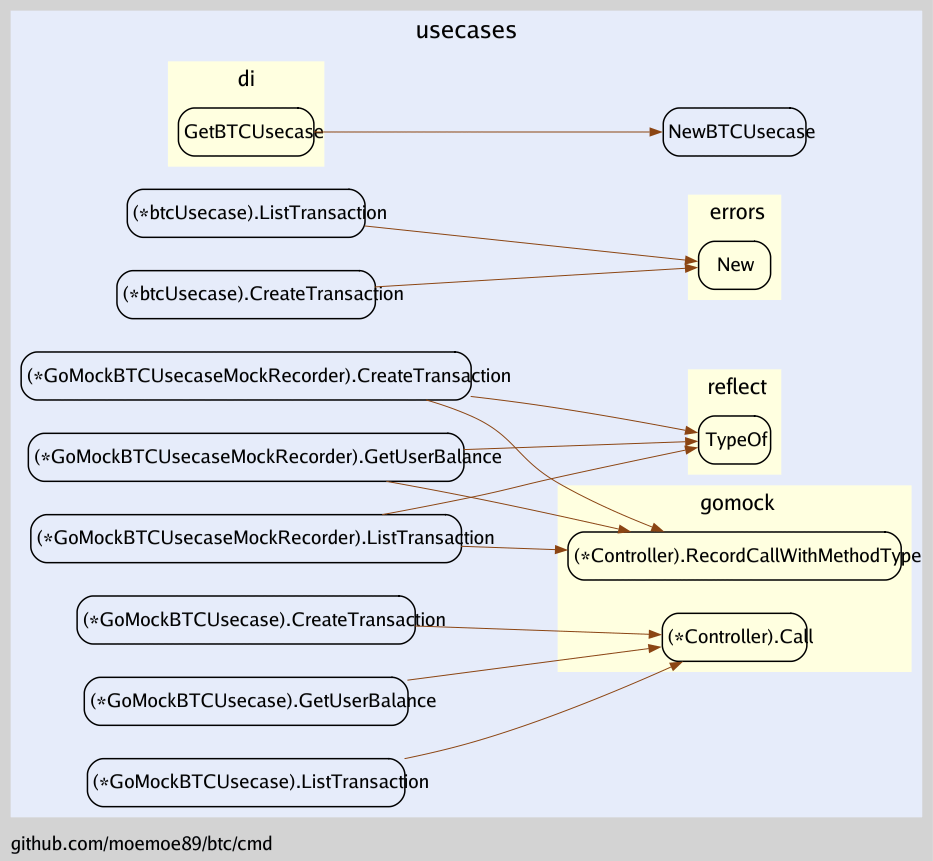 usecases
di
GetBTCUsecase
NewBTCUsecase
(*btcUsecase).ListTransaction
errors
New
(*btcUsecase).CreateTransaction
(*GoMockBTCUsecaseMockRecorder).CreateTransaction
reflect
TypeOf
(*GoMockBTCUsecaseMockRecorder).GetUserBalance
gomock
(*GoMockBTCUsecaseMockRecorder).ListTransaction
(*Controller).RecordCallWithMethodType
(*GoMockBTCUsecase).CreateTransaction
(*Controller).Call
(*GoMockBTCUsecase).GetUserBalance
(*GoMockBTCUsecase).ListTransaction
github.com/moemoe89/btc/cmd